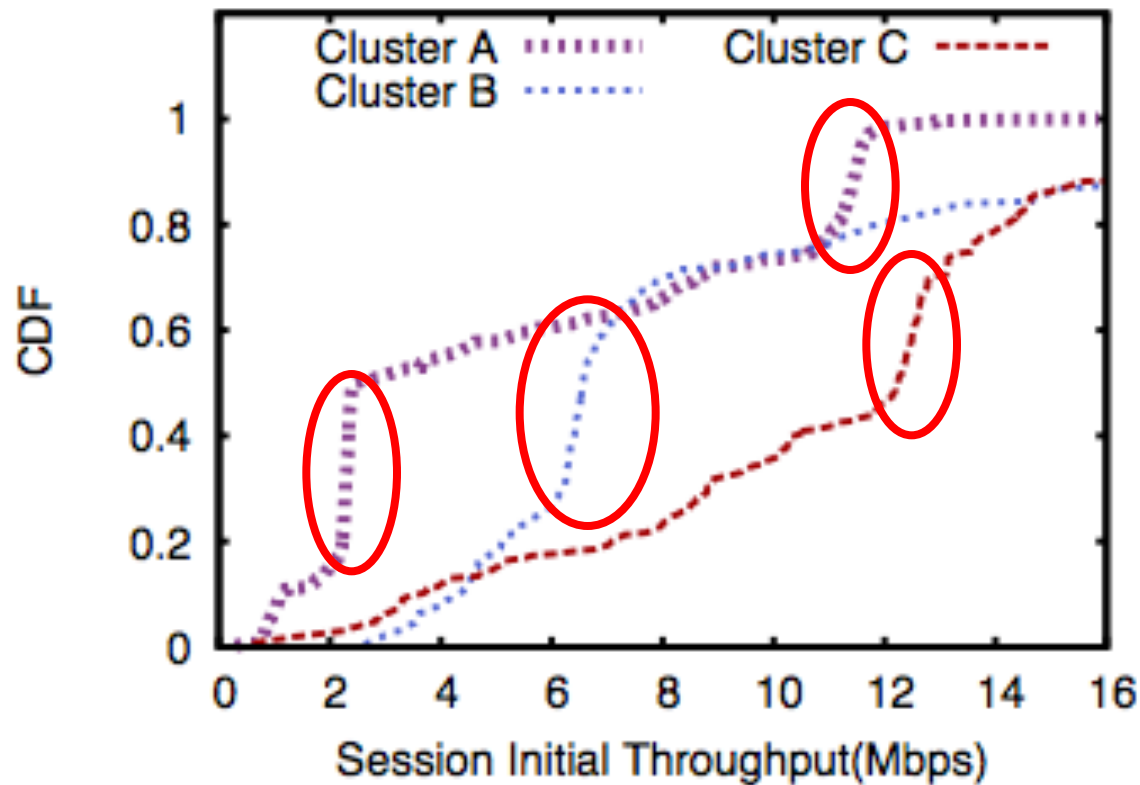 Cluster A
Cluster B
Cluster C
1
0.8
0.6
0.4
0.2
0
CDF
0 2 4 6 8 10 12 14 16
Session Initial Throughput(Mbps)